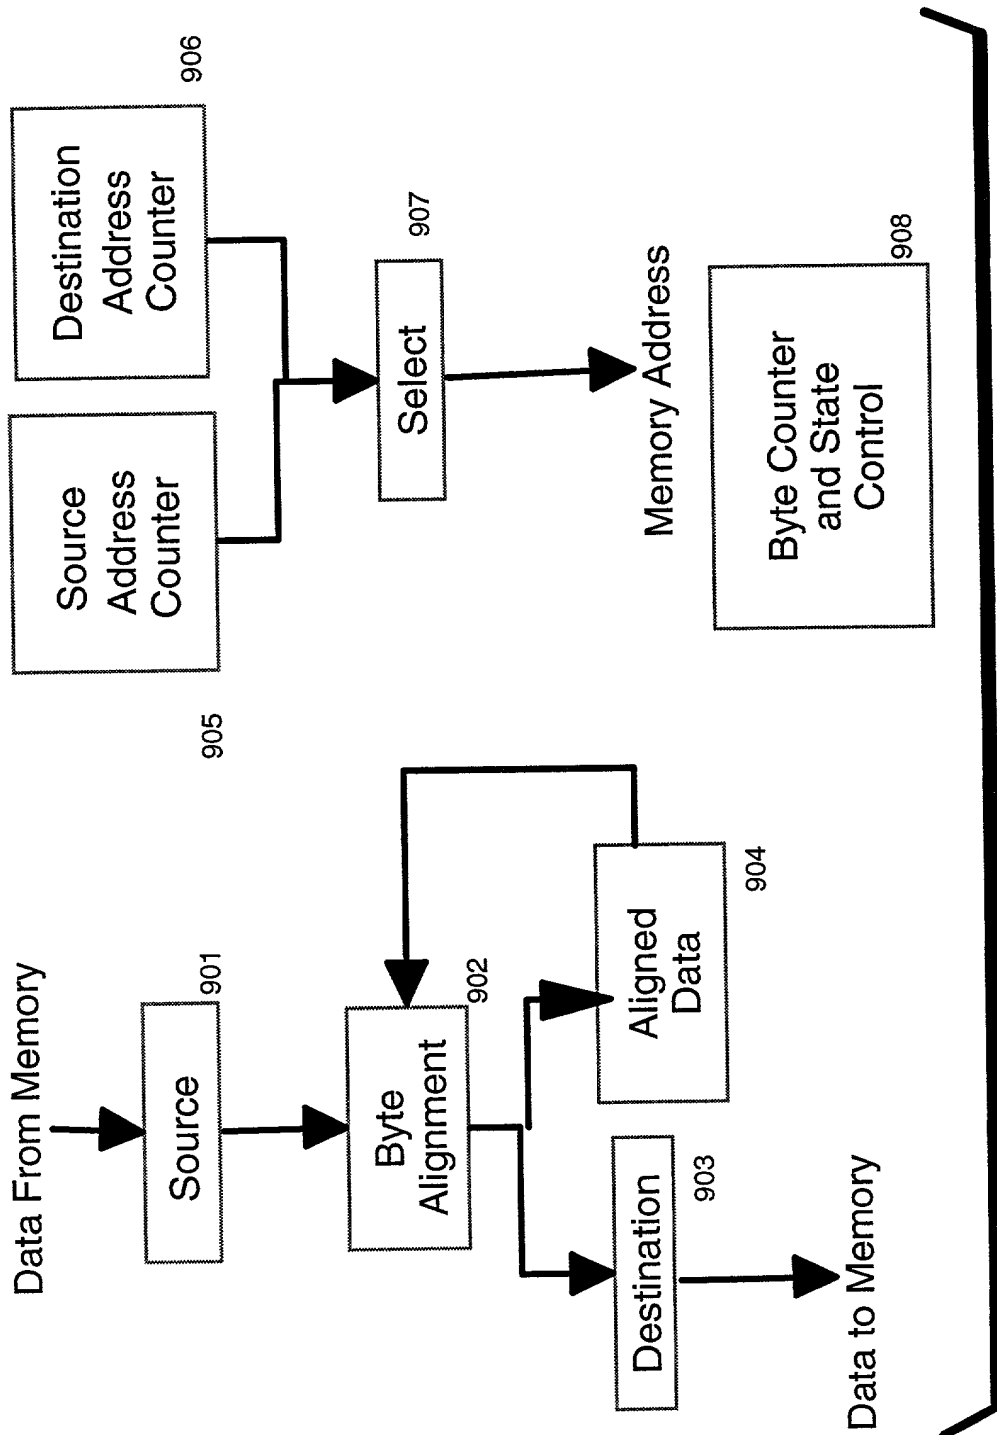 Data From Memory
Source
901
Byte
Alignment
902
Destination
903
Aligned
Data
904
Data to Memory
Source
Address
Counter
905
Destination
Address
Counter
906
Select
907
Memory Address
Byte Counter
and State
Control
908